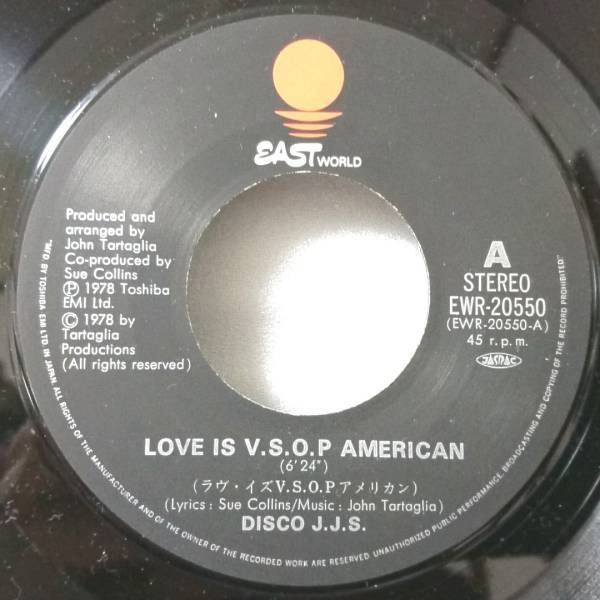 EAST WORLD
Produced and
arranged by
John Tartaglia
Co-produced by
Sue Collins
Ⓟ 1978 Toshiba
EMI Ltd.
© 1978 by
Tartaglia
Productions
(All rights reserved)
A
STEREO
EWR-20550
(EWR-20550-A)
45 r.p.m.
JASRAC
LOVE IS V.S.O.P AMERICAN
(6'24")
(ラヴ・イズV.S.O.P.アメリカン)
(Lyrics : Sue Collins/Music : John Tartaglia)
DISCO J.J.S.
"MF'D BY TOSHIBA EMI LTD IN JAPAN. ALL RIGHTS OF THE MANUFACTURER AND OF THE OWNER OF THE RECORDED WORK ARE RESERVED. UNAUTHORIZED PUBLIC PERFORMANCE, BROADCASTING AND COPYING OF THE RECORD PROHIBITED."